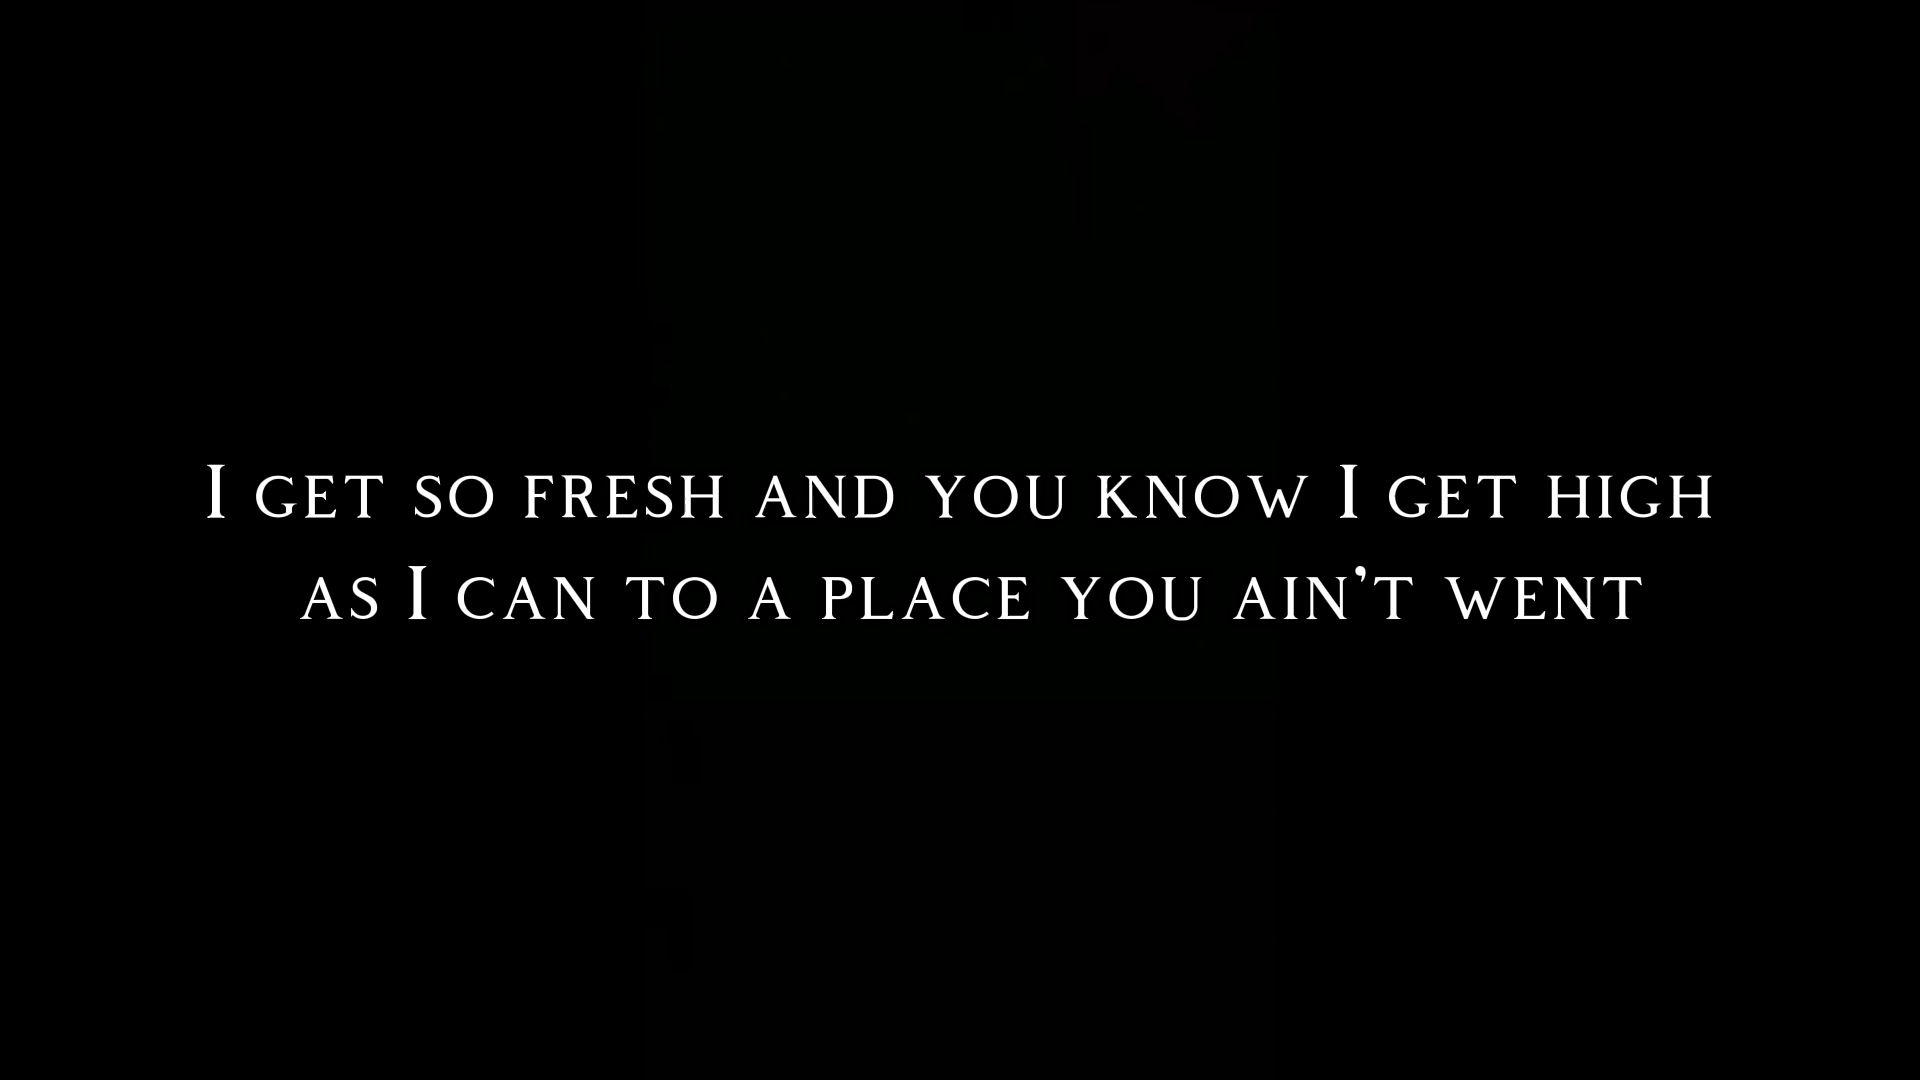 I get so fresh and you know I get high
as I can to a place you ain’t went